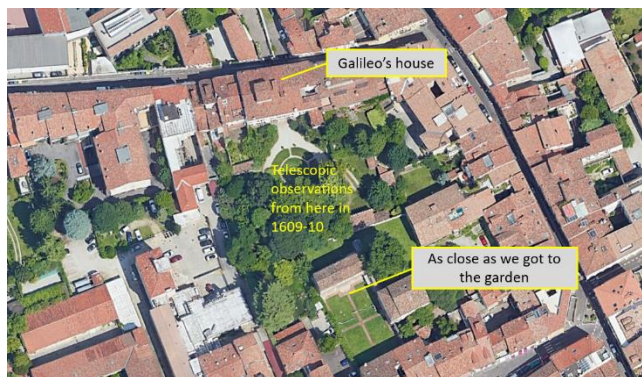 Galileo's house
Telescopic
observations
from here in
1609-10
As close as we got to
the garden